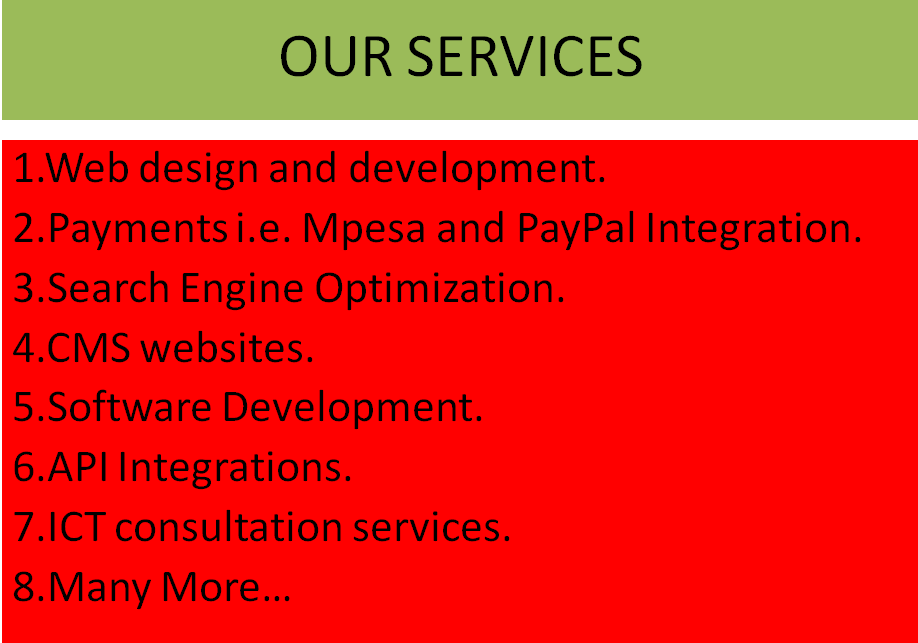 OUR SERVICES
1.Web design and development.
2.Payments i.e. Mpesa and PayPal Integration.
3.Search Engine Optimization.
4.CMS websites.
5.Software Development.
6.API Integrations.
7.ICT consultation services.
8.Many More…